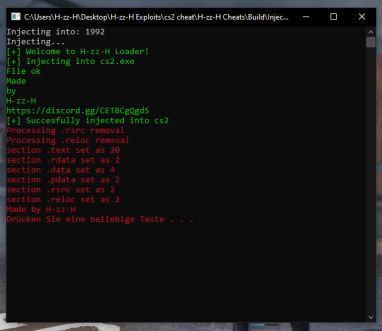 C:\Users\H-zz-H\Desktop\H-zz-H Exploits\cs2 cheat\H-zz-H Cheats\Build\Injec...
Injecting into: 1992
Injecting...
[+] Welcome to H-zz-H Loader!
[+] Injecting into cs2.exe
File ok
Made
by
H-zz-H
https://discord.gg/CETBCgQgd5
[+] Succesfully injected into cs2
Processing .rsrc removal
Processing .reloc removal
section .text set as 20
section .rdata set as 2
section .data set as 4
section .pdata set as 2
section .rsrc set as 2
section .reloc set as 2
Made by H-zz-H
Drücken Sie eine beliebige Taste . . .